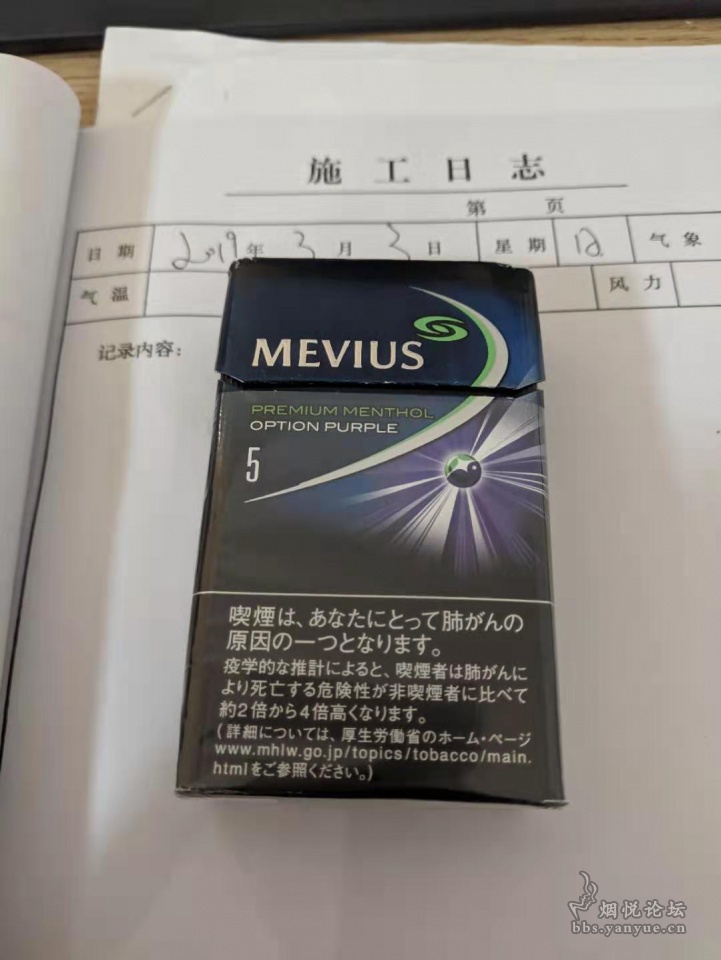 施工日志
第 页
日期 2019年 3月 3日 星期 日 气象
气温 风力
记录内容:
MEVIUS
PREMIUM MENTHOL
OPTION PURPLE
5
喫煙は、あなたにとって肺がんの
原因の一つとなります。
疫学的な推計によると、喫煙者は肺がんに
より死亡する危険性が非喫煙者に比べて
約2倍から4倍高くなります。
(詳細については、厚生労働省のホーム・ページ
www.mhlw.go.jp/topics/tobacco/main.
htmlをご参照ください。)
烟悦论坛
bbs.yanyue.cn